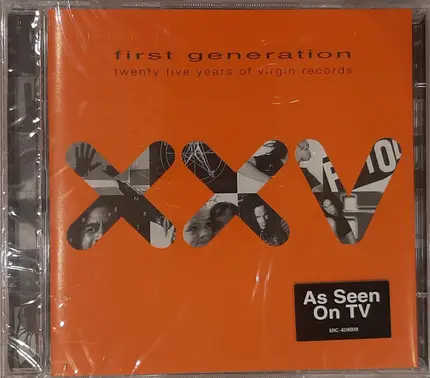 first generation
twenty five years of virgin records
XXV
As Seen
On TV